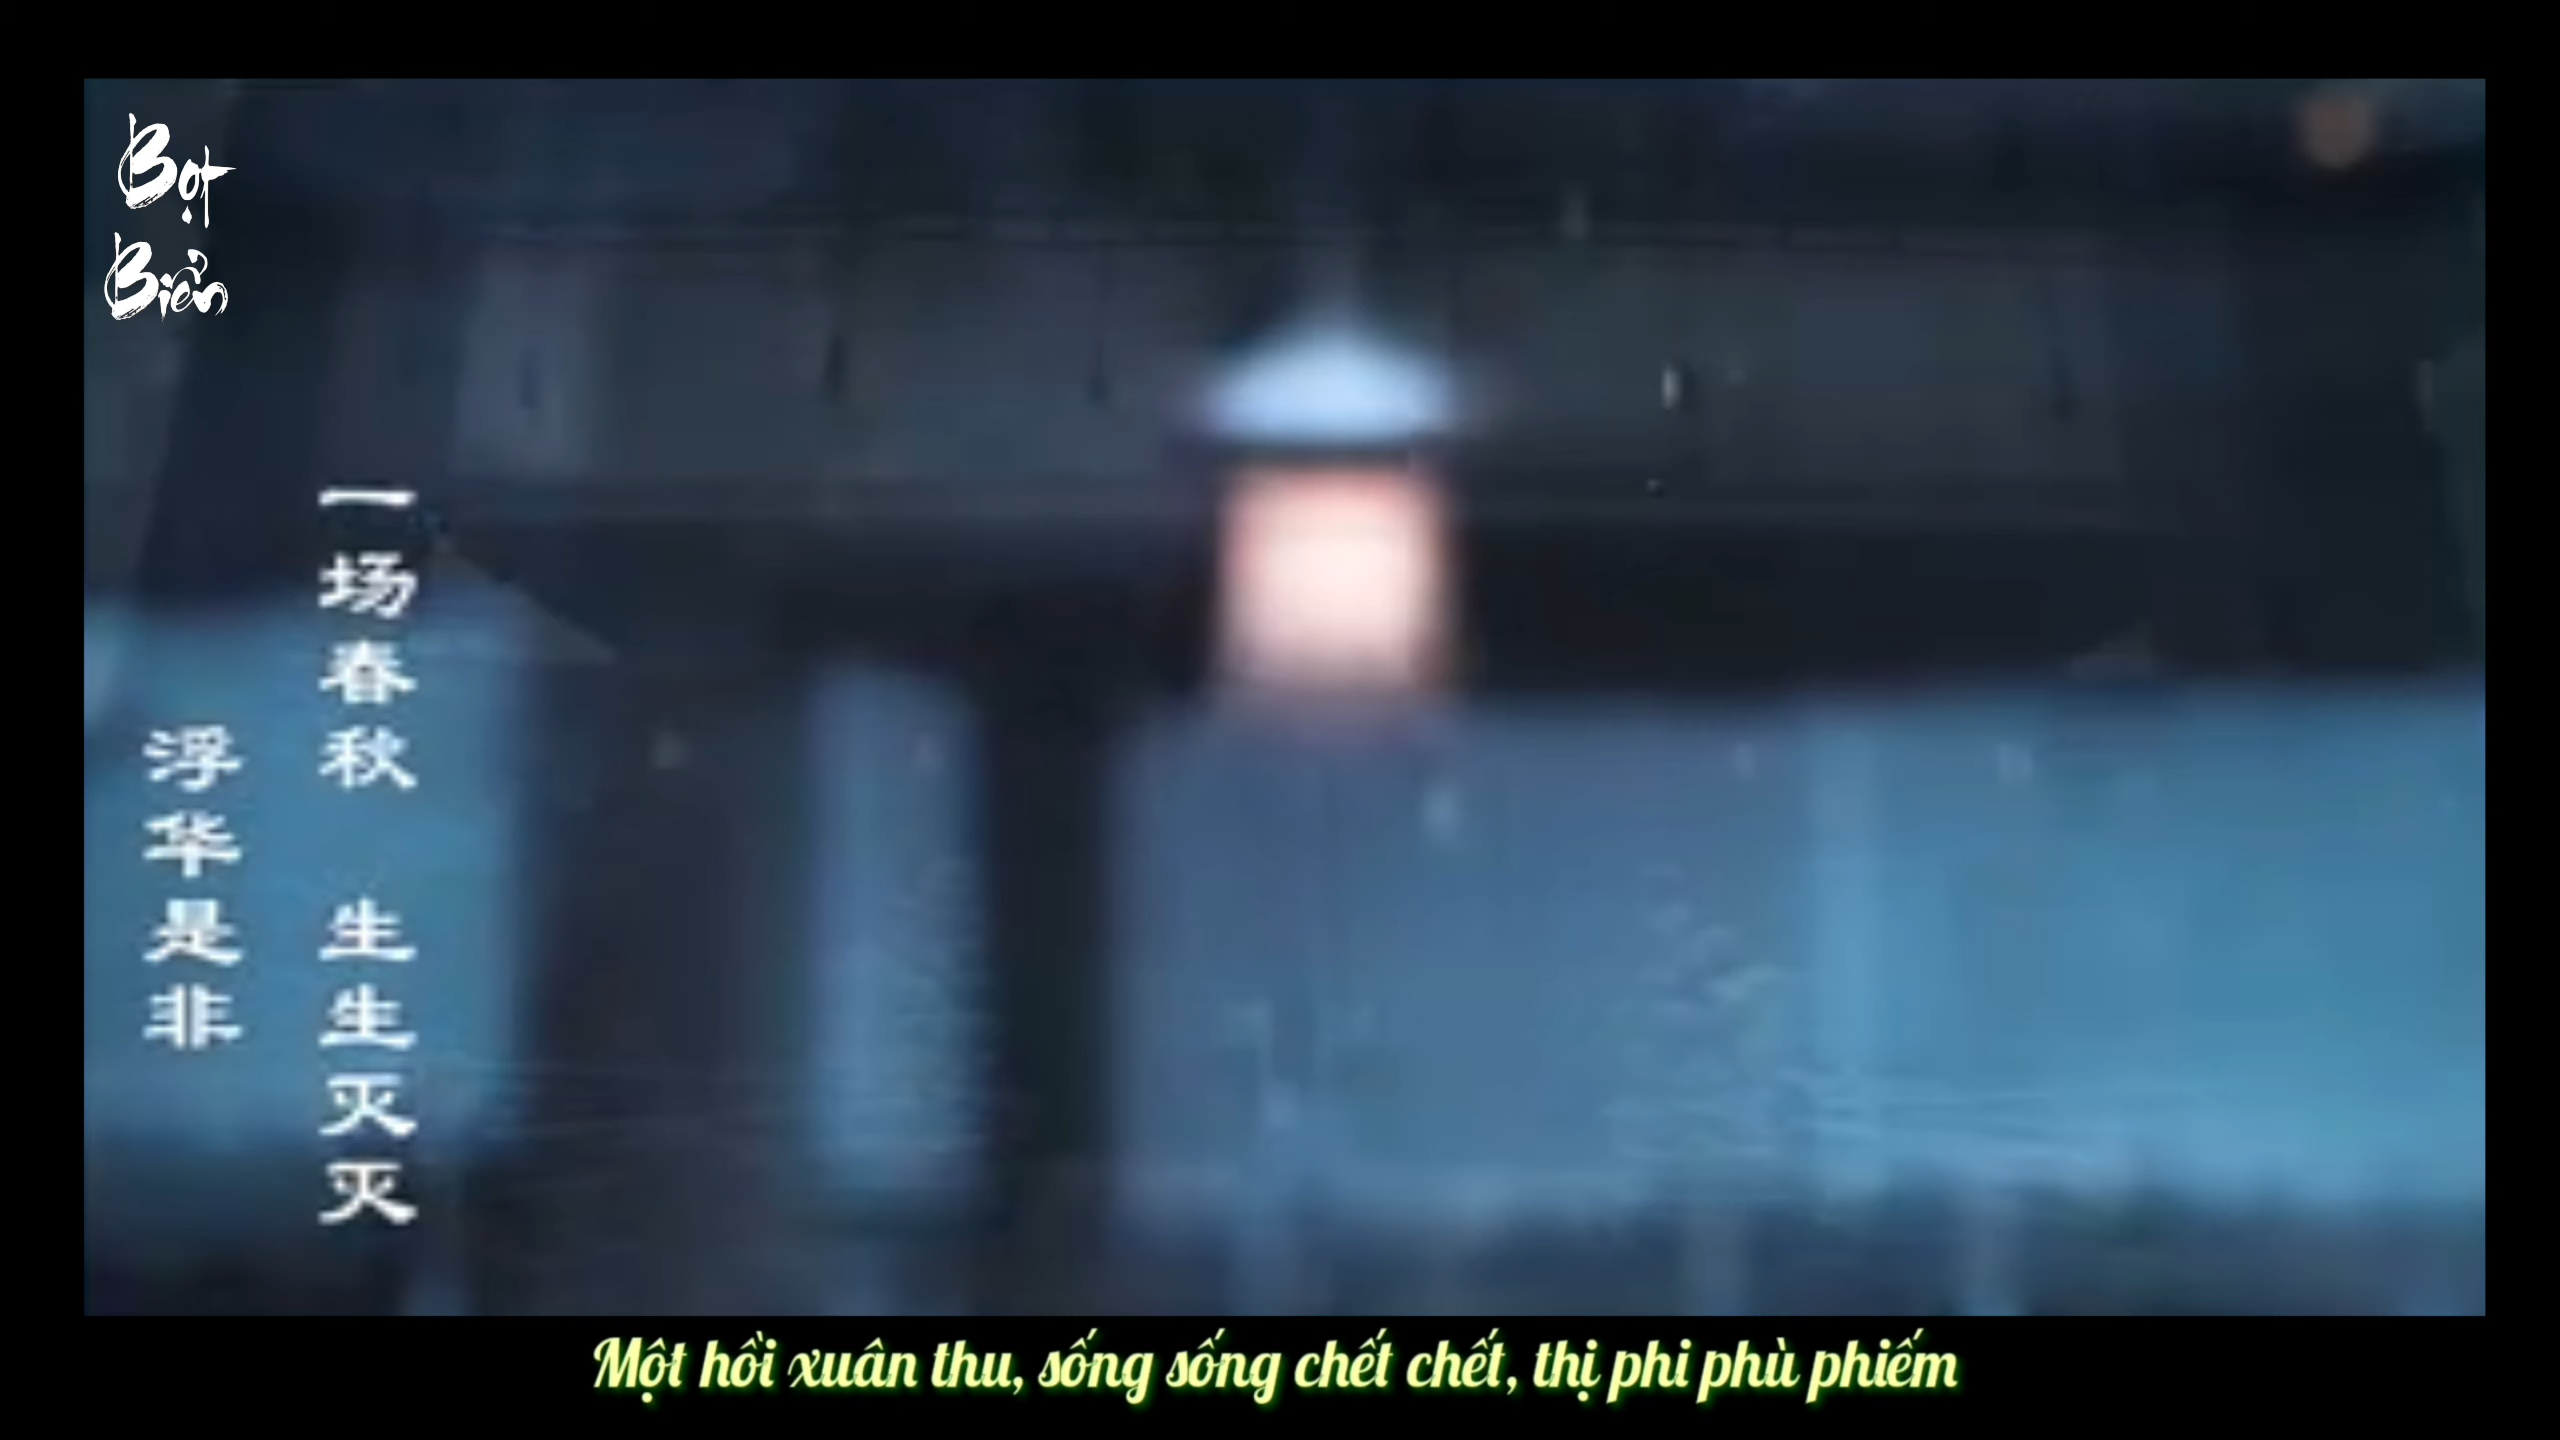 Bọt
Biển
一场春秋 生生灭灭
浮华是非
Một hồi xuân thu, sống sống chết chết, thị phi phù phiếm